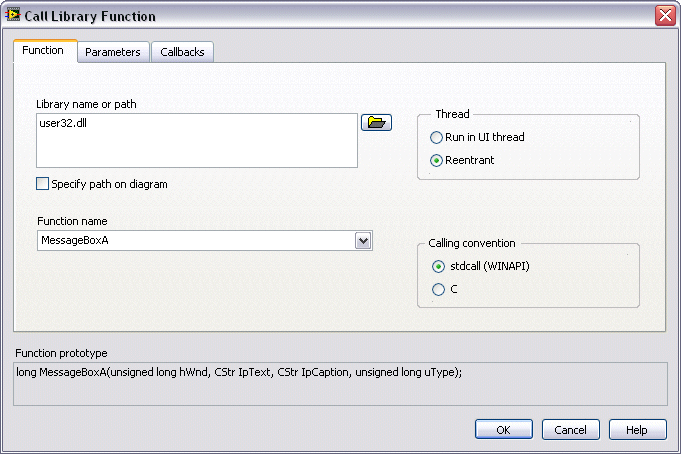 Call Library Function
Function
Parameters
Callbacks
Library name or path
user32.dll
Specify path on diagram
Function name
MessageBoxA
Thread
Run in UI thread
Reentrant
Calling convention
stdcall (WINAPI)
C
Function prototype
long MessageBoxA(unsigned long hWnd, CStr lpText, CStr lpCaption, unsigned long uType);
OK
Cancel
Help